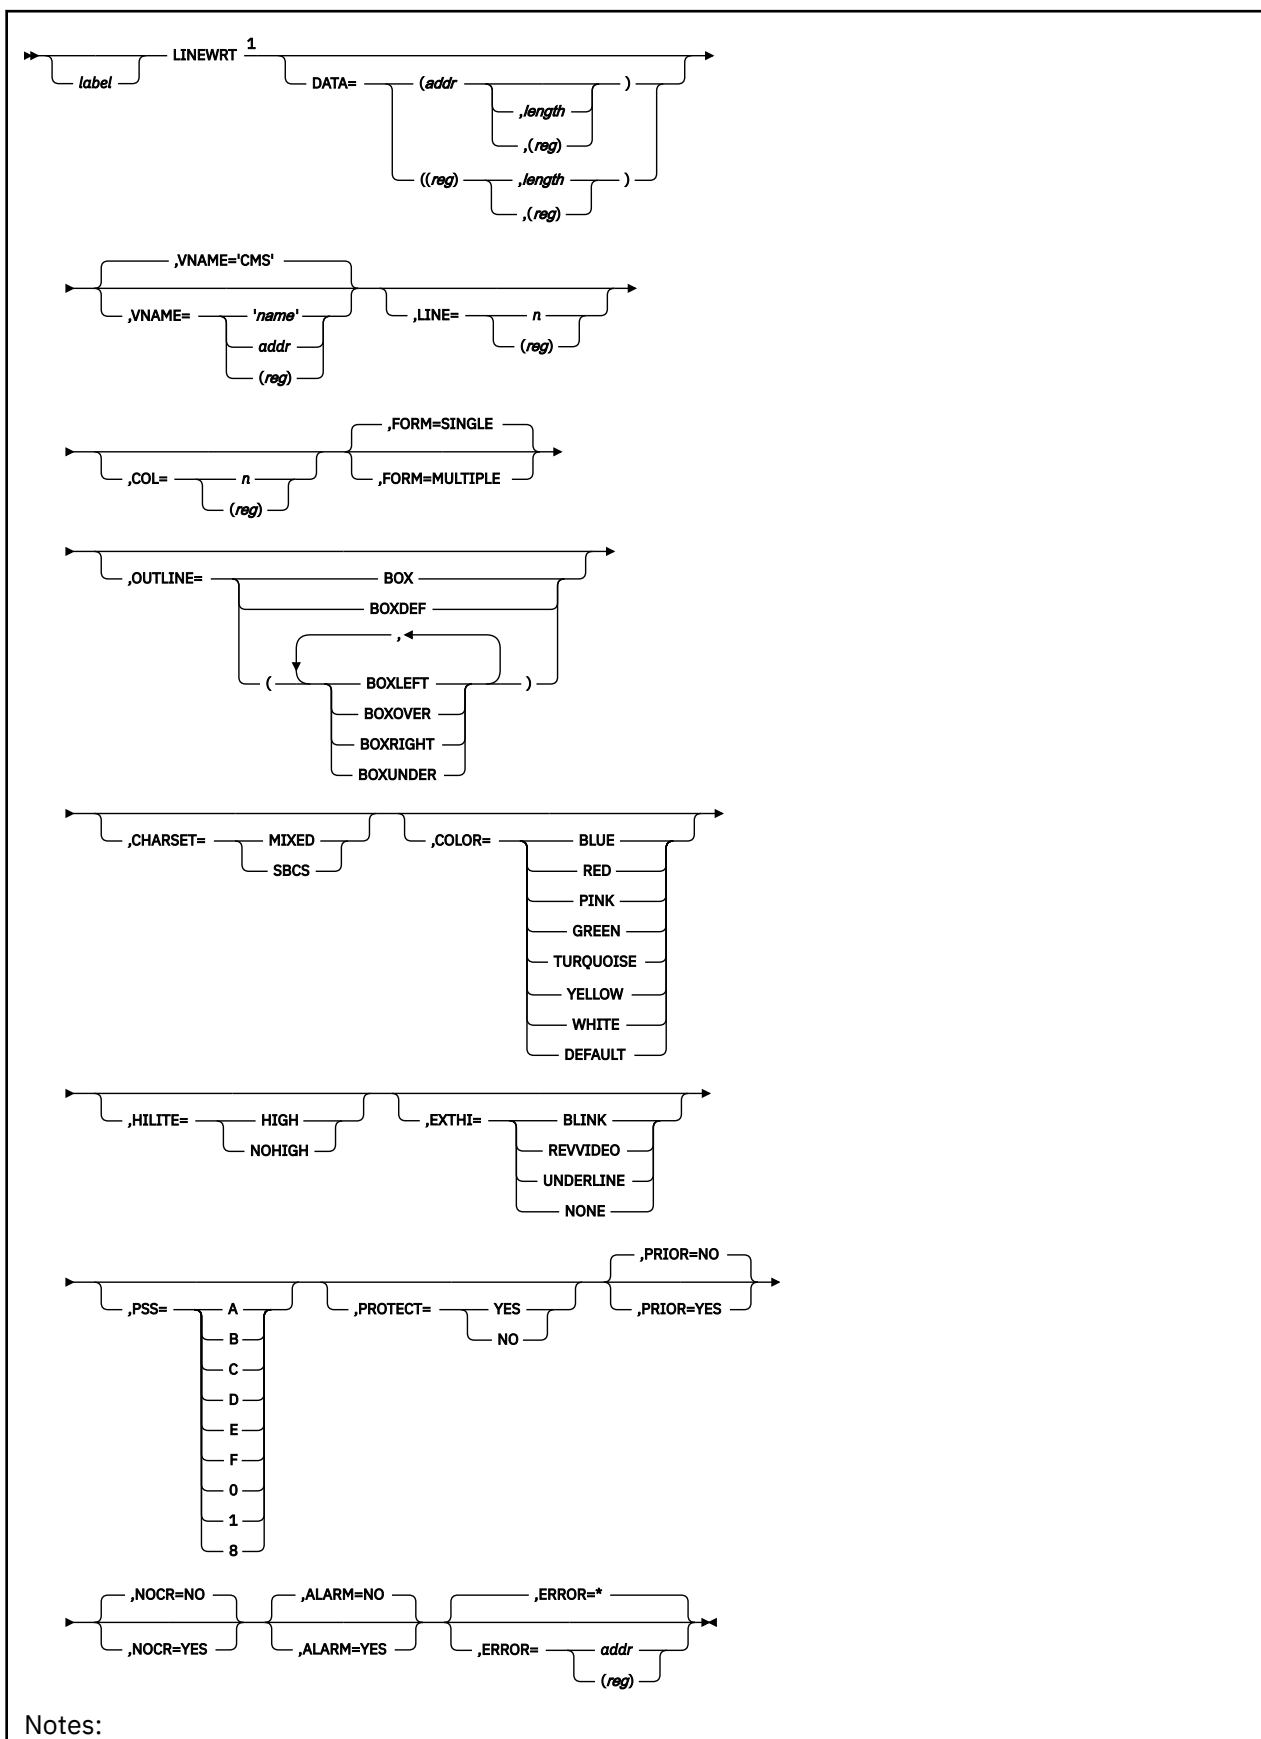 LINEWRT 1
label
DATA= (addr )
,length
,(reg)
((reg) ,length )
,(reg)
,VNAME='CMS'
,VNAME= 'name' ,LINE= n
addr (reg)
(reg)
,FORM=SINGLE
,COL= n ,FORM=MULTIPLE
(reg)
,OUTLINE= BOX
BOXDEF
,
( BOXLEFT )
BOXOVER
BOXRIGHT
BOXUNDER
,CHARSET= MIXED ,COLOR= BLUE
SBCS RED
PINK
GREEN
TURQUOISE
YELLOW
WHITE
DEFAULT
,HILITE= HIGH ,EXTHI= BLINK
NOHIGH REVVIDEO
UNDERLINE
NONE
,PRIOR=NO
,PSS= A ,PROTECT= YES ,PRIOR=YES
B NO
C
D
E
F
0
1
8
,NOCR=NO ,ALARM=NO ,ERROR=*
,NOCR=YES ,ALARM=YES ,ERROR= addr
(reg)
Notes: